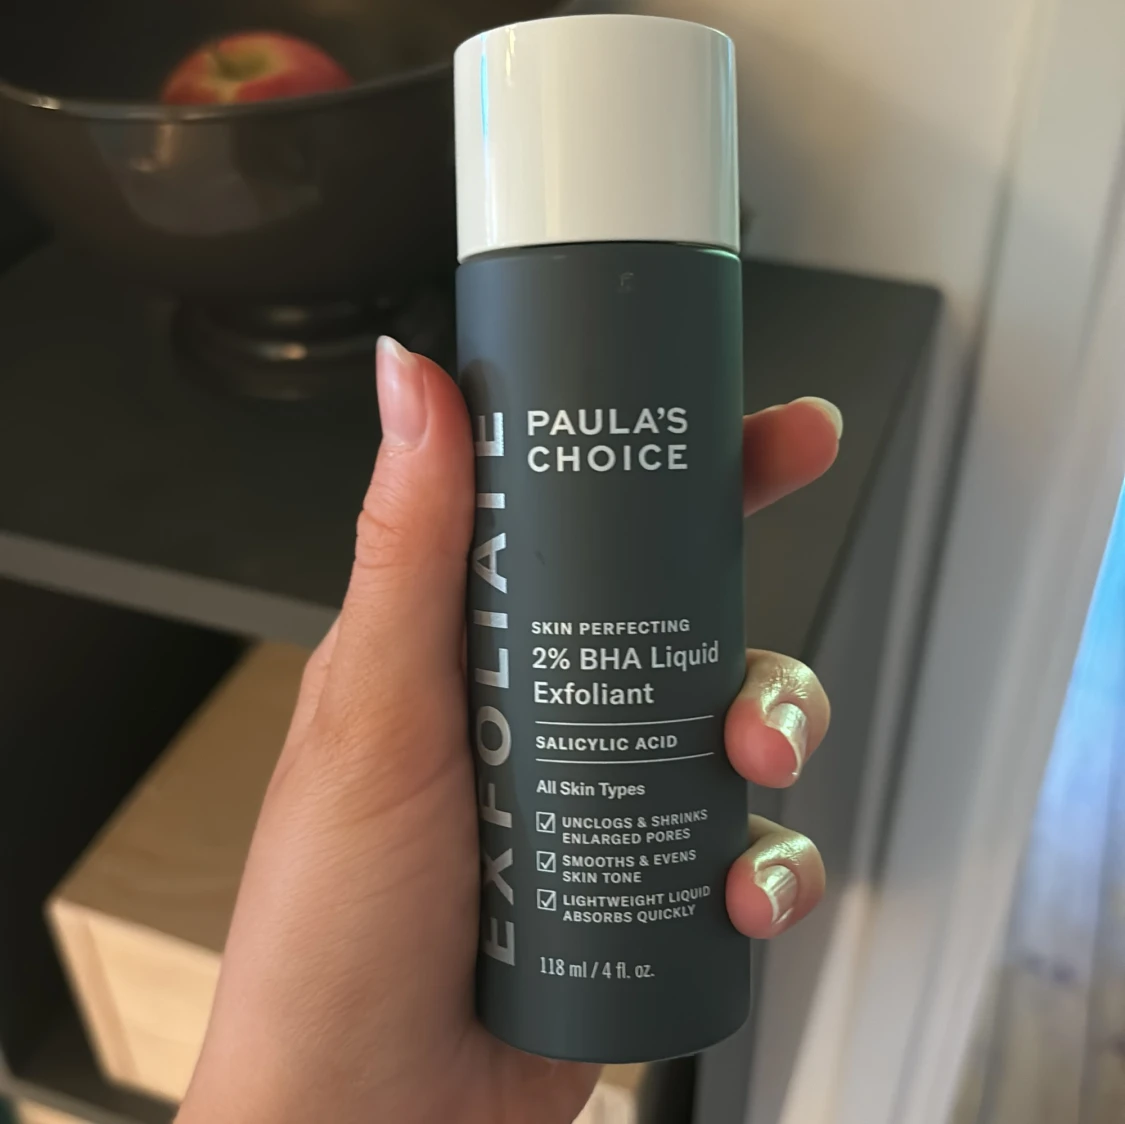 EXFOLIATE
PAULA'S
CHOICE
SKIN PERFECTING
2% BHA Liquid
Exfoliant
SALICYLIC ACID
All Skin Types
UNCLOGS & SHRINKS
ENLARGED PORES
SMOOTHS & EVENS
SKIN TONE
LIGHTWEIGHT LIQUID
ABSORBS QUICKLY
118 ml / 4 fl. oz.